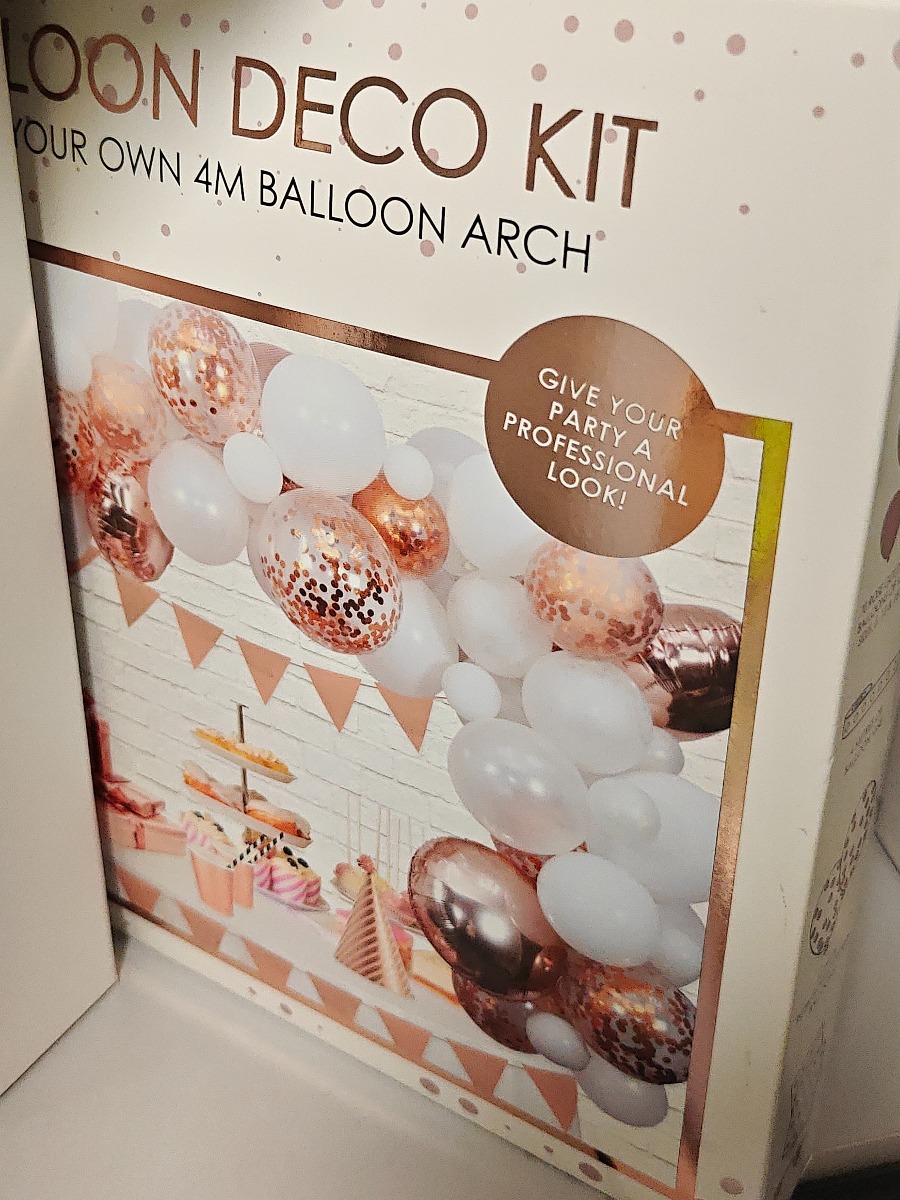 LOON DECO KIT
YOUR OWN 4M BALLOON ARCH
GIVE YOUR
PARTY A
PROFESSIONAL
LOOK!